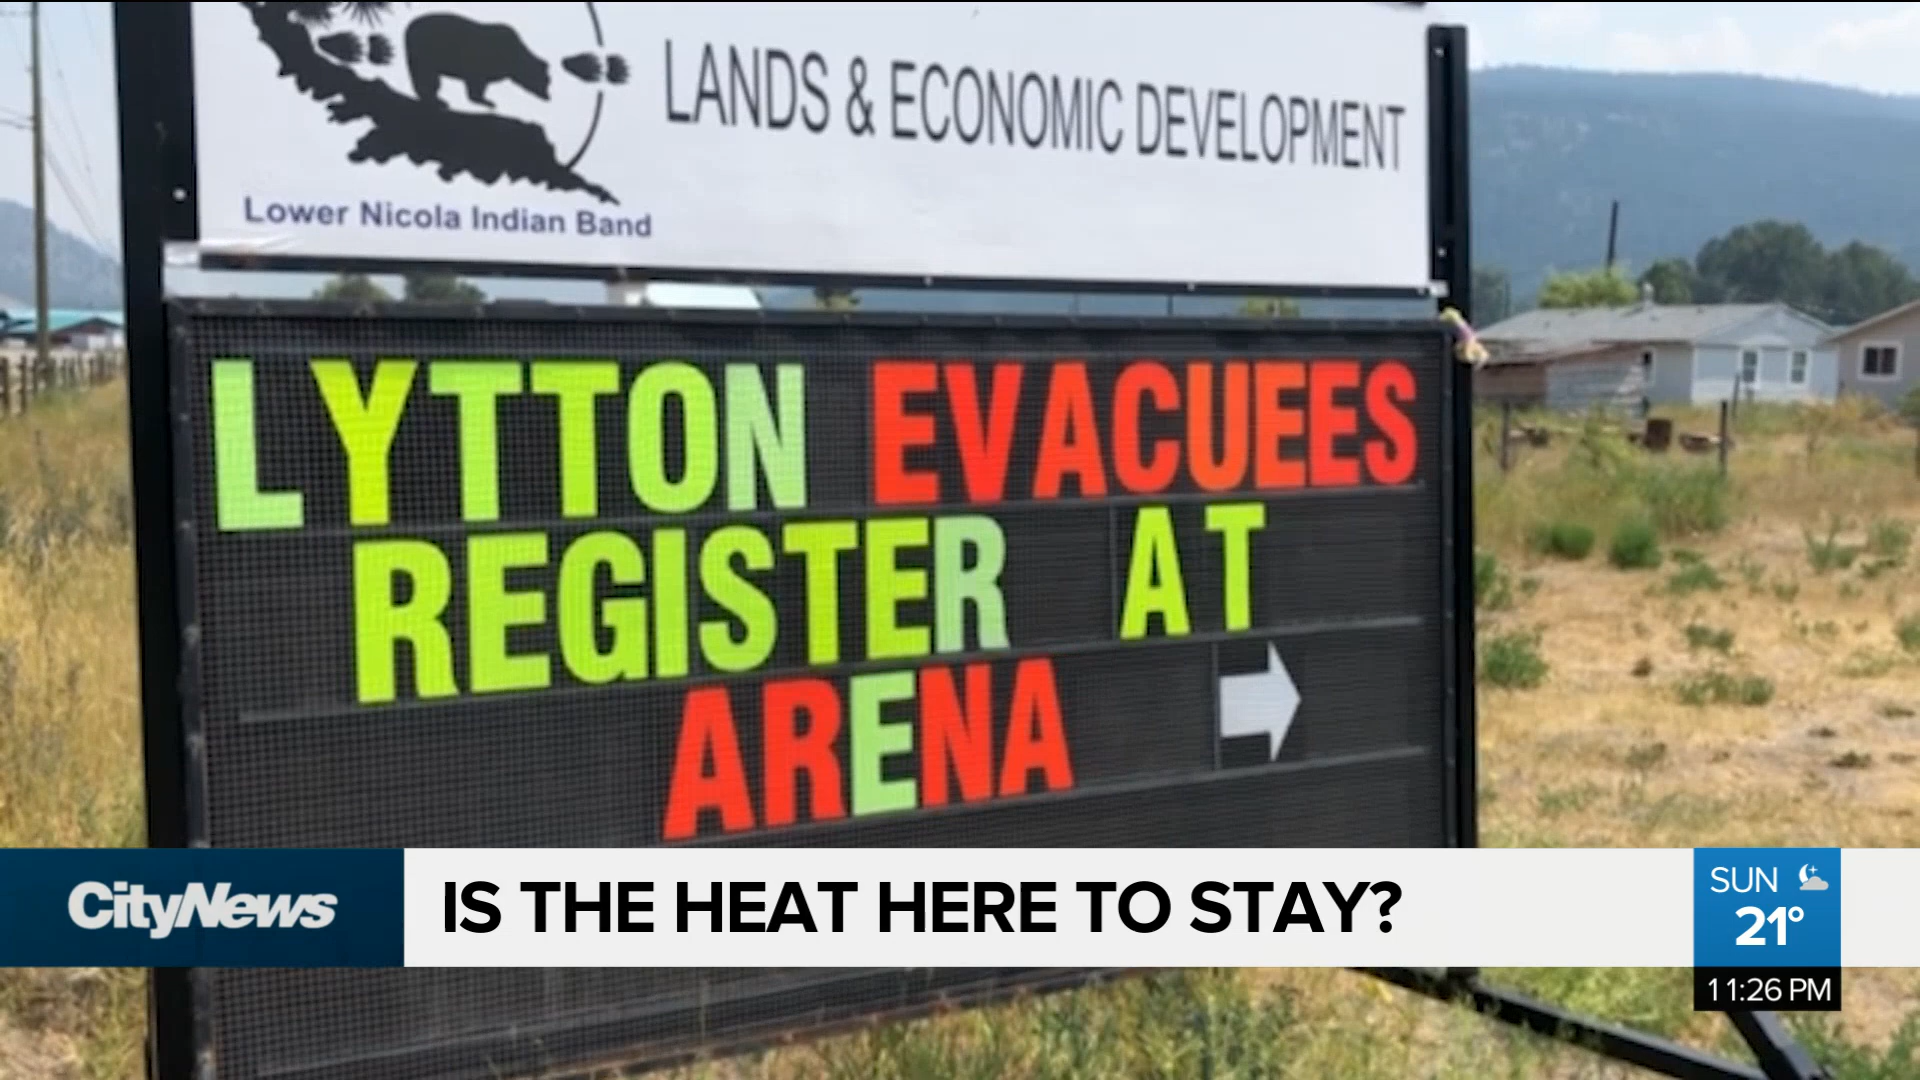 LANDS & ECONOMIC DEVELOPMENT
Lower Nicola Indian Band
LYTTON EVACUEES
REGISTER AT
ARENA
CityNews
IS THE HEAT HERE TO STAY?
SUN
21°
11:26 PM